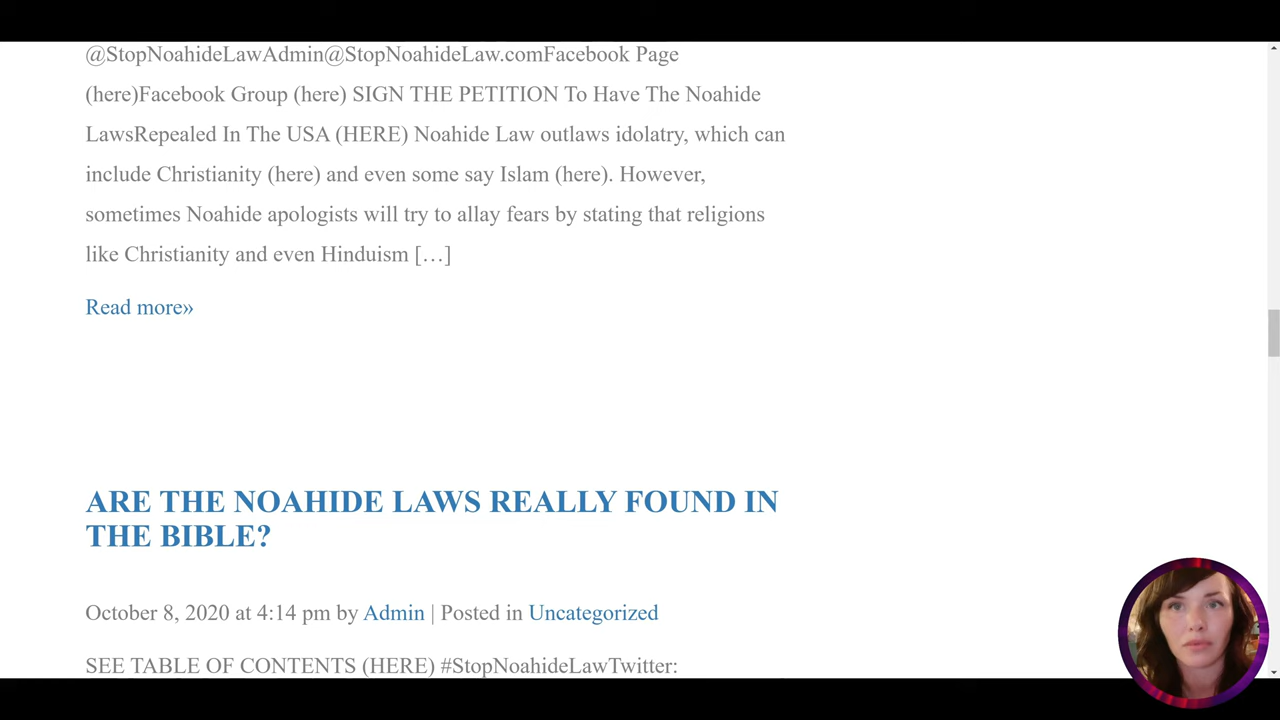 @StopNoahideLawAdmin@StopNoahideLaw.comFacebook Page
(here)Facebook Group (here) SIGN THE PETITION To Have The Noahide
LawsRepealed In The USA (HERE) Noahide Law outlaws idolatry, which can
include Christianity (here) and even some say Islam (here). However,
sometimes Noahide apologists will try to allay fears by stating that religions
like Christianity and even Hinduism […]
Read more»
ARE THE NOAHIDE LAWS REALLY FOUND IN
THE BIBLE?
October 8, 2020 at 4:14 pm by Admin | Posted in Uncategorized
SEE TABLE OF CONTENTS (HERE) #StopNoahideLawTwitter: